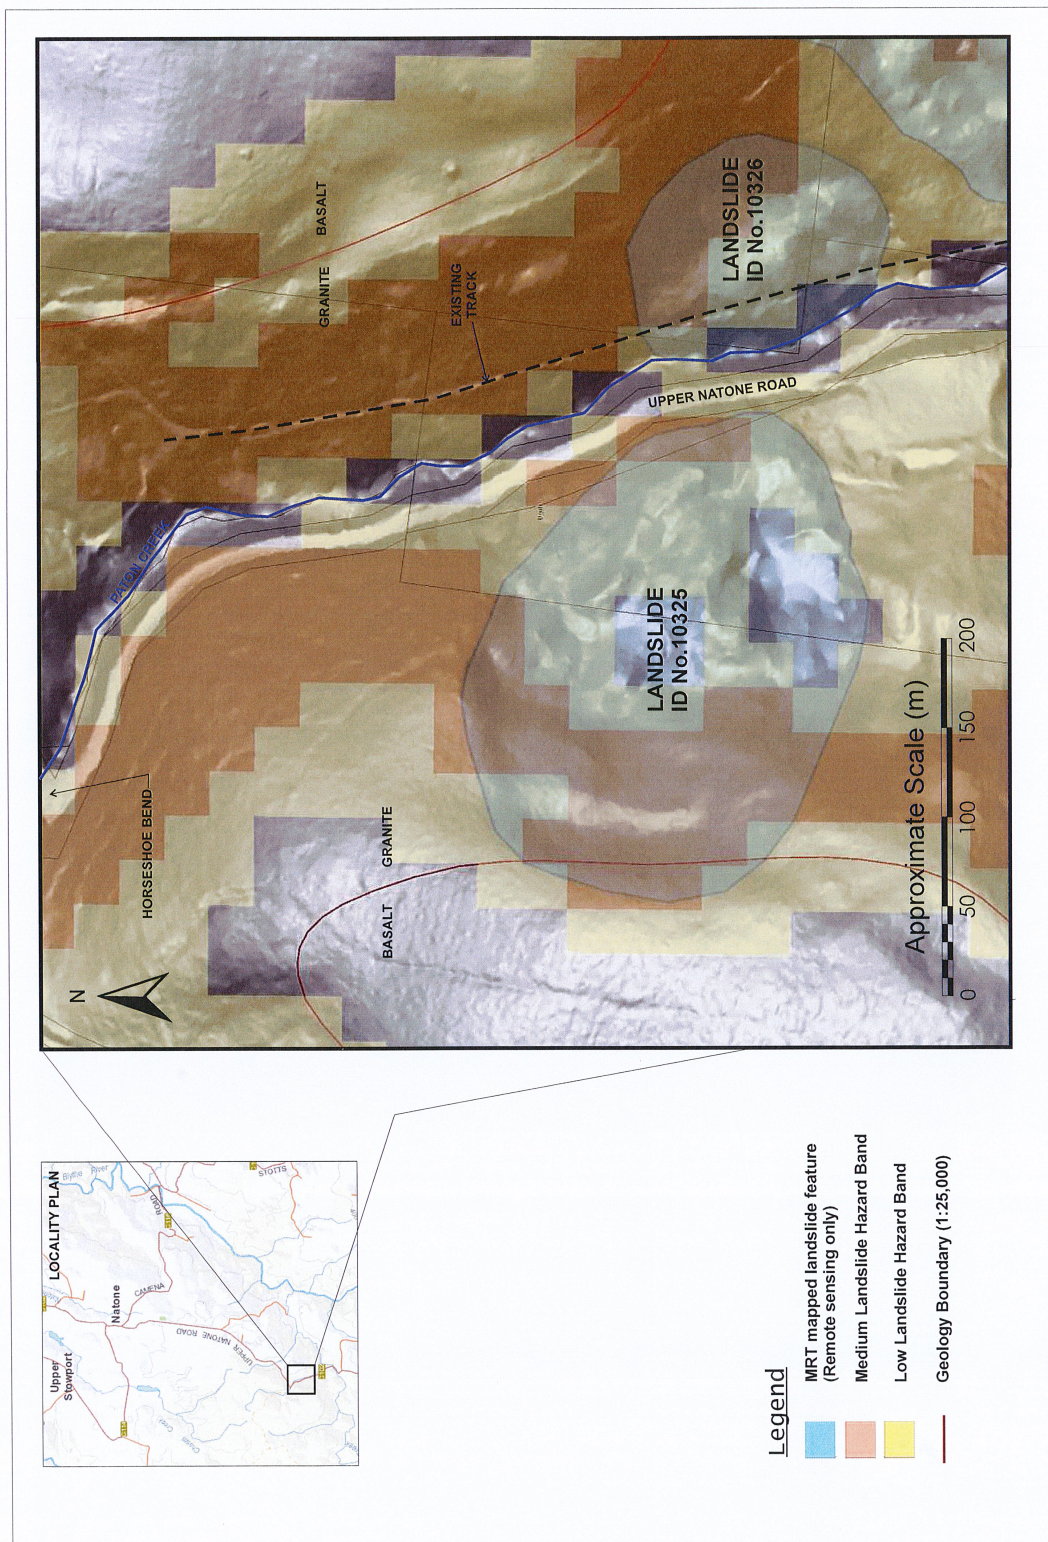 LOCALITY PLAN
Upper
Stowport
Natone
CAMENA
ROAD
UPPER NATONE ROAD
Blythe River
N
HORSESHOE BEND
PATON CREEK
BASALT
GRANITE
GRANITE
BASALT
EXISTING
TRACK
UPPER NATONE ROAD
LANDSLIDE
ID No.10325
LANDSLIDE
ID No.10326
Approximate Scale (m)
0
50
100
150
200
Legend
MRT mapped landslide feature
(Remote sensing only)
Medium Landslide Hazard Band
Low Landslide Hazard Band
Geology Boundary (1:25,000)